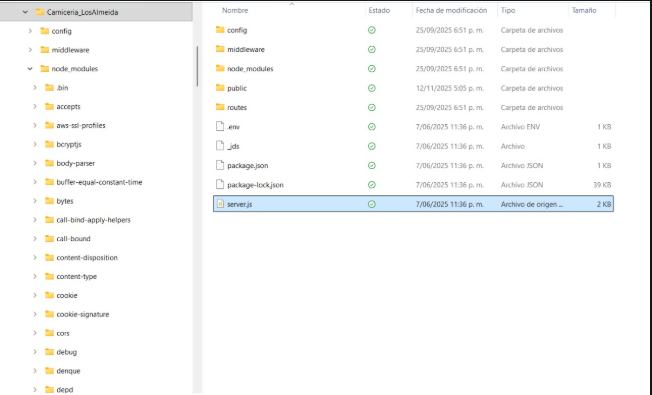 Carniceria_LosAlmeida
config
middleware
node_modules
.bin
accepts
aws-ssl-profiles
bcryptjs
body-parser
buffer-equal-constant-time
bytes
call-bind-apply-helpers
call-bound
content-disposition
content-type
cookie
cookie-signature
cors
debug
denque
depd
Nombre Estado Fecha de modificación Tipo Tamaño
config 25/09/2025 6:51 p. m. Carpeta de archivos
middleware 25/09/2025 6:51 p. m. Carpeta de archivos
node_modules 25/09/2025 6:51 p. m. Carpeta de archivos
public 12/11/2025 5:05 p. m. Carpeta de archivos
routes 25/09/2025 6:51 p. m. Carpeta de archivos
.env 7/06/2025 11:36 p. m. Archivo ENV 1 KB
_jds 7/06/2025 11:36 p. m. Archivo 1 KB
package.json 7/06/2025 11:36 p. m. Archivo JSON 1 KB
package-lock.json 7/06/2025 11:36 p. m. Archivo JSON 39 KB
server.js 7/06/2025 11:36 p. m. Archivo de origen ... 2 KB